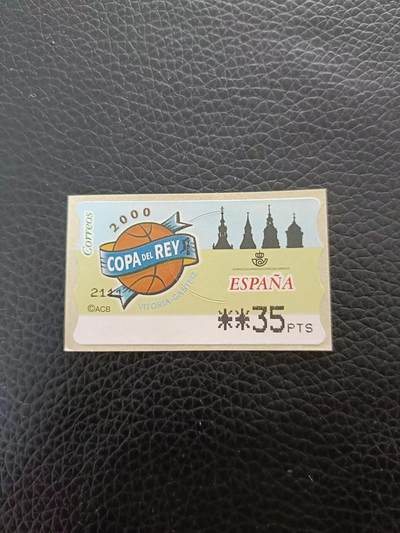 Correos
2000
COPA DEL REY
VITORIA-GASTEIZ
©ACB
ESPAÑA
**35 PTS